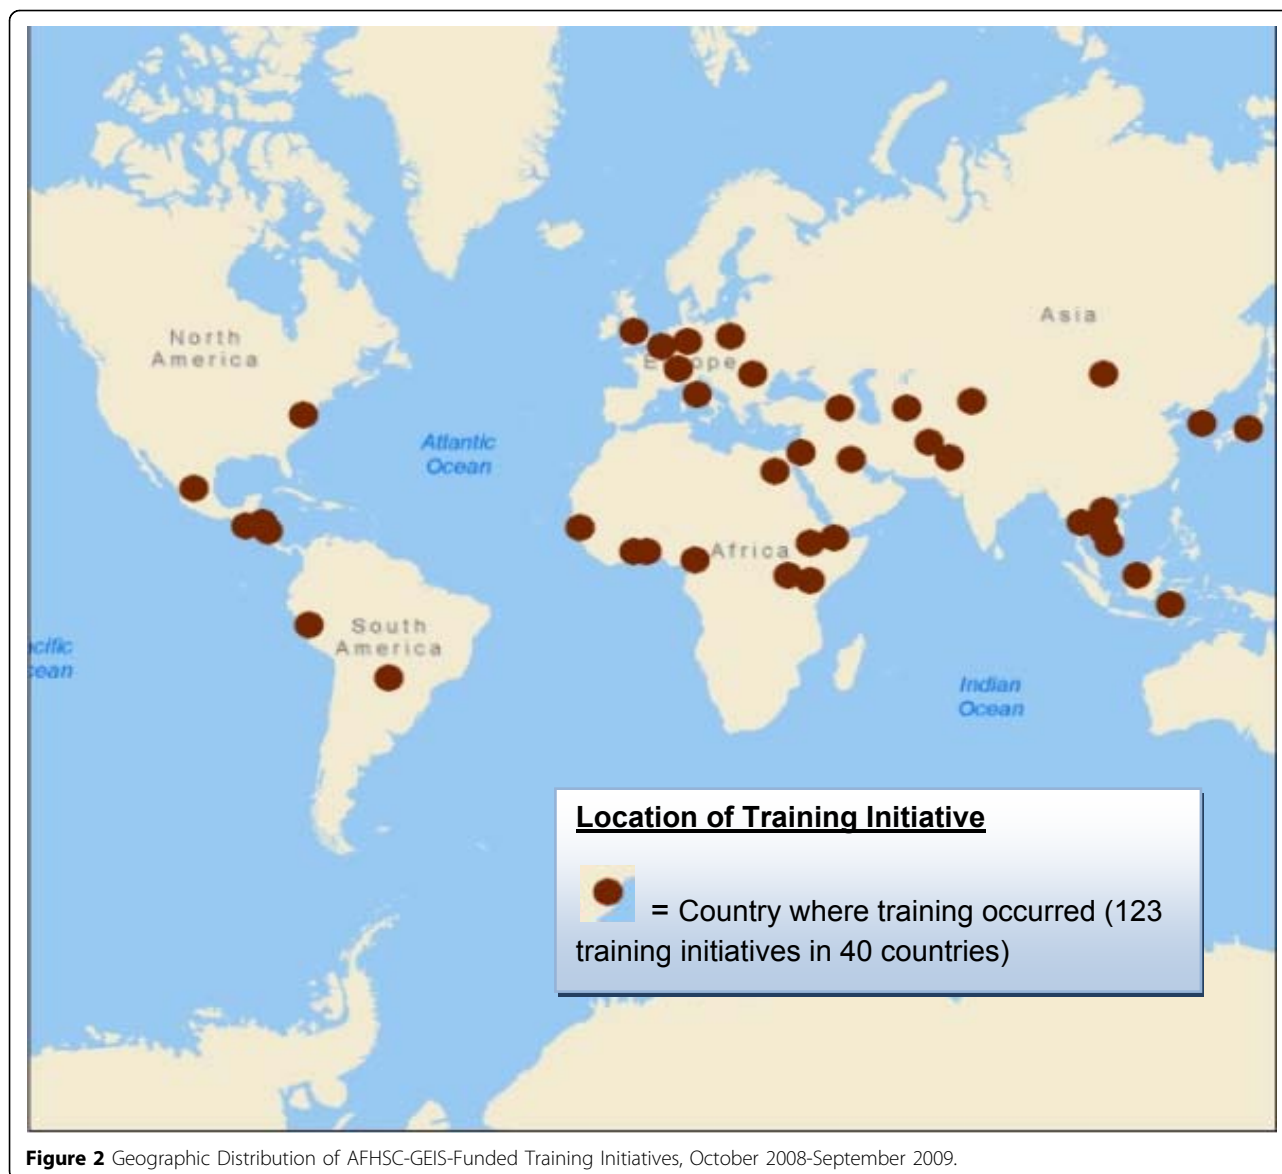 North
America
Asia
Europe
Atlantic
Ocean
Africa
South
America
cific
cean
Indian
Ocean
Location of Training Initiative
= Country where training occurred (123
training initiatives in 40 countries)
Figure 2 Geographic Distribution of AFHSC-GEIS-Funded Training Initiatives, October 2008-September 2009.